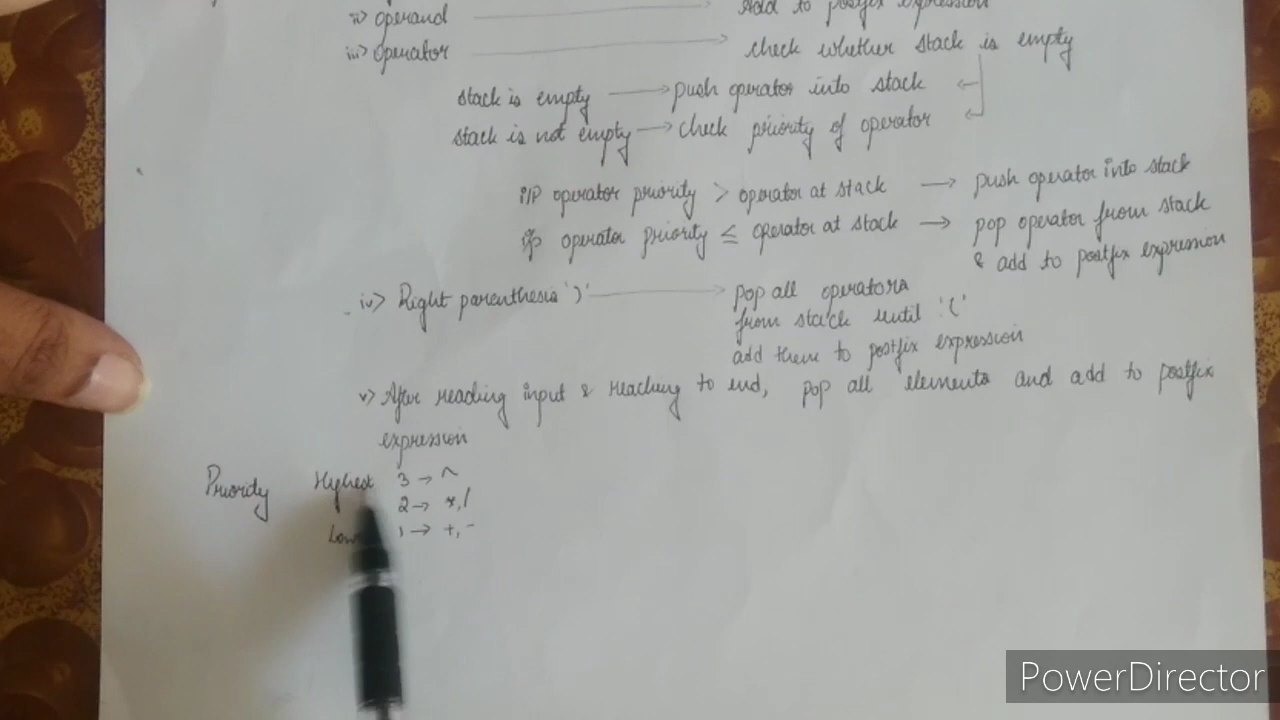 ii> operand → Add to postfix expression
iii> operator → check whether stack is empty
stack is empty → push operator into stack
stack is not empty → check priority of operator
i/p operator priority > operator at stack → push operator into stack
i/p operator priority ≤ operator at stack → pop operator from stack
& add to postfix expression
iv> Right parenthesis ')' → pop all operators
from stack until '('
add them to postfix expression
v> After reading input & reaching to end, pop all elements and add to postfix
expression
Priority Highest 3 → ^
2 → *, /
1 → +, -
PowerDirector